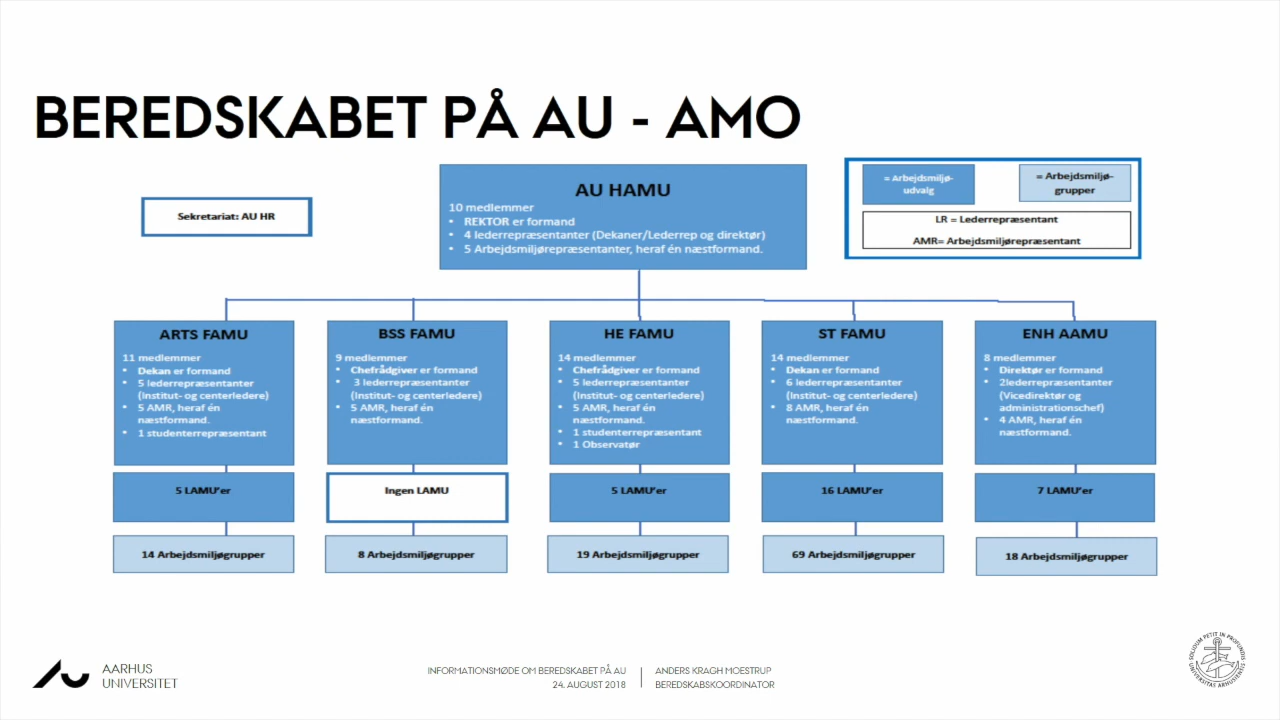 BEREDSKABET PÅ AU - AMO
Sekretariat: AU HR
AU HAMU
10 medlemmer
• REKTOR er formand
• 4 lederrepræsentanter (Dekaner/Lederrep og direktør)
• 5 Arbejdsmiljørepræsentanter, heraf én næstformand.
= Arbejdsmiljø-
udvalg
= Arbejdsmiljø-
grupper
LR = Lederrepræsentant
AMR= Arbejdsmiljørepræsentant
ARTS FAMU
11 medlemmer
• Dekan er formand
• 5 lederrepræsentanter
(Institut- og centerledere)
• 5 AMR, heraf én
næstformand.
• 1 studenterrepræsentant
5 LAMU'er
14 Arbejdsmiljøgrupper
BSS FAMU
9 medlemmer
• Chefrådgiver er formand
• 3 lederrepræsentanter
(Institut- og centerledere)
• 5 AMR, heraf én
næstformand.
Ingen LAMU
8 Arbejdsmiljøgrupper
HE FAMU
14 medlemmer
• Chefrådgiver er formand
• 5 lederrepræsentanter
(Institut- og centerledere)
• 5 AMR, heraf én
næstformand.
• 1 studenterrepræsentant
• 1 Observatør
5 LAMU'er
19 Arbejdsmiljøgrupper
ST FAMU
14 medlemmer
• Dekan er formand
• 6 lederrepræsentanter
(Institut- og centerledere)
• 8 AMR, heraf én
næstformand.
16 LAMU'er
69 Arbejdsmiljøgrupper
ENH AAMU
8 medlemmer
• Direktør er formand
• 2lederrepræsentanter
(Vicedirektør og
administrationschef)
• 4 AMR, heraf én
næstformand.
7 LAMU'er
18 Arbejdsmiljøgrupper
AARHUS
UNIVERSITET
INFORMATIONSMØDE OM BEREDSKABET PÅ AU
24. AUGUST 2018
ANDERS KRAGH MOESTRUP
BEREDSKABSKOORDINATOR
SOLIDUM PETIT IN PROFUNDIS
UNIVERSITAS ARHUSIENSIS